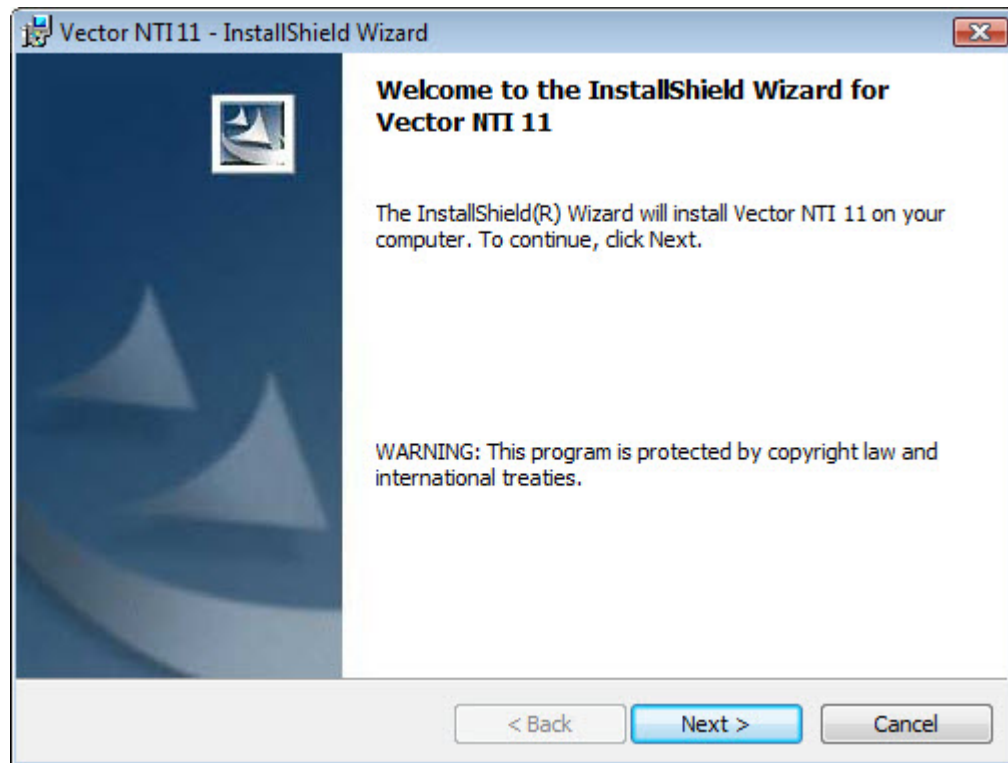 Vector NTI 11 - InstallShield Wizard
Welcome to the InstallShield Wizard for
Vector NTI 11
The InstallShield(R) Wizard will install Vector NTI 11 on your
computer. To continue, click Next.
WARNING: This program is protected by copyright law and
international treaties.
< Back
Next >
Cancel